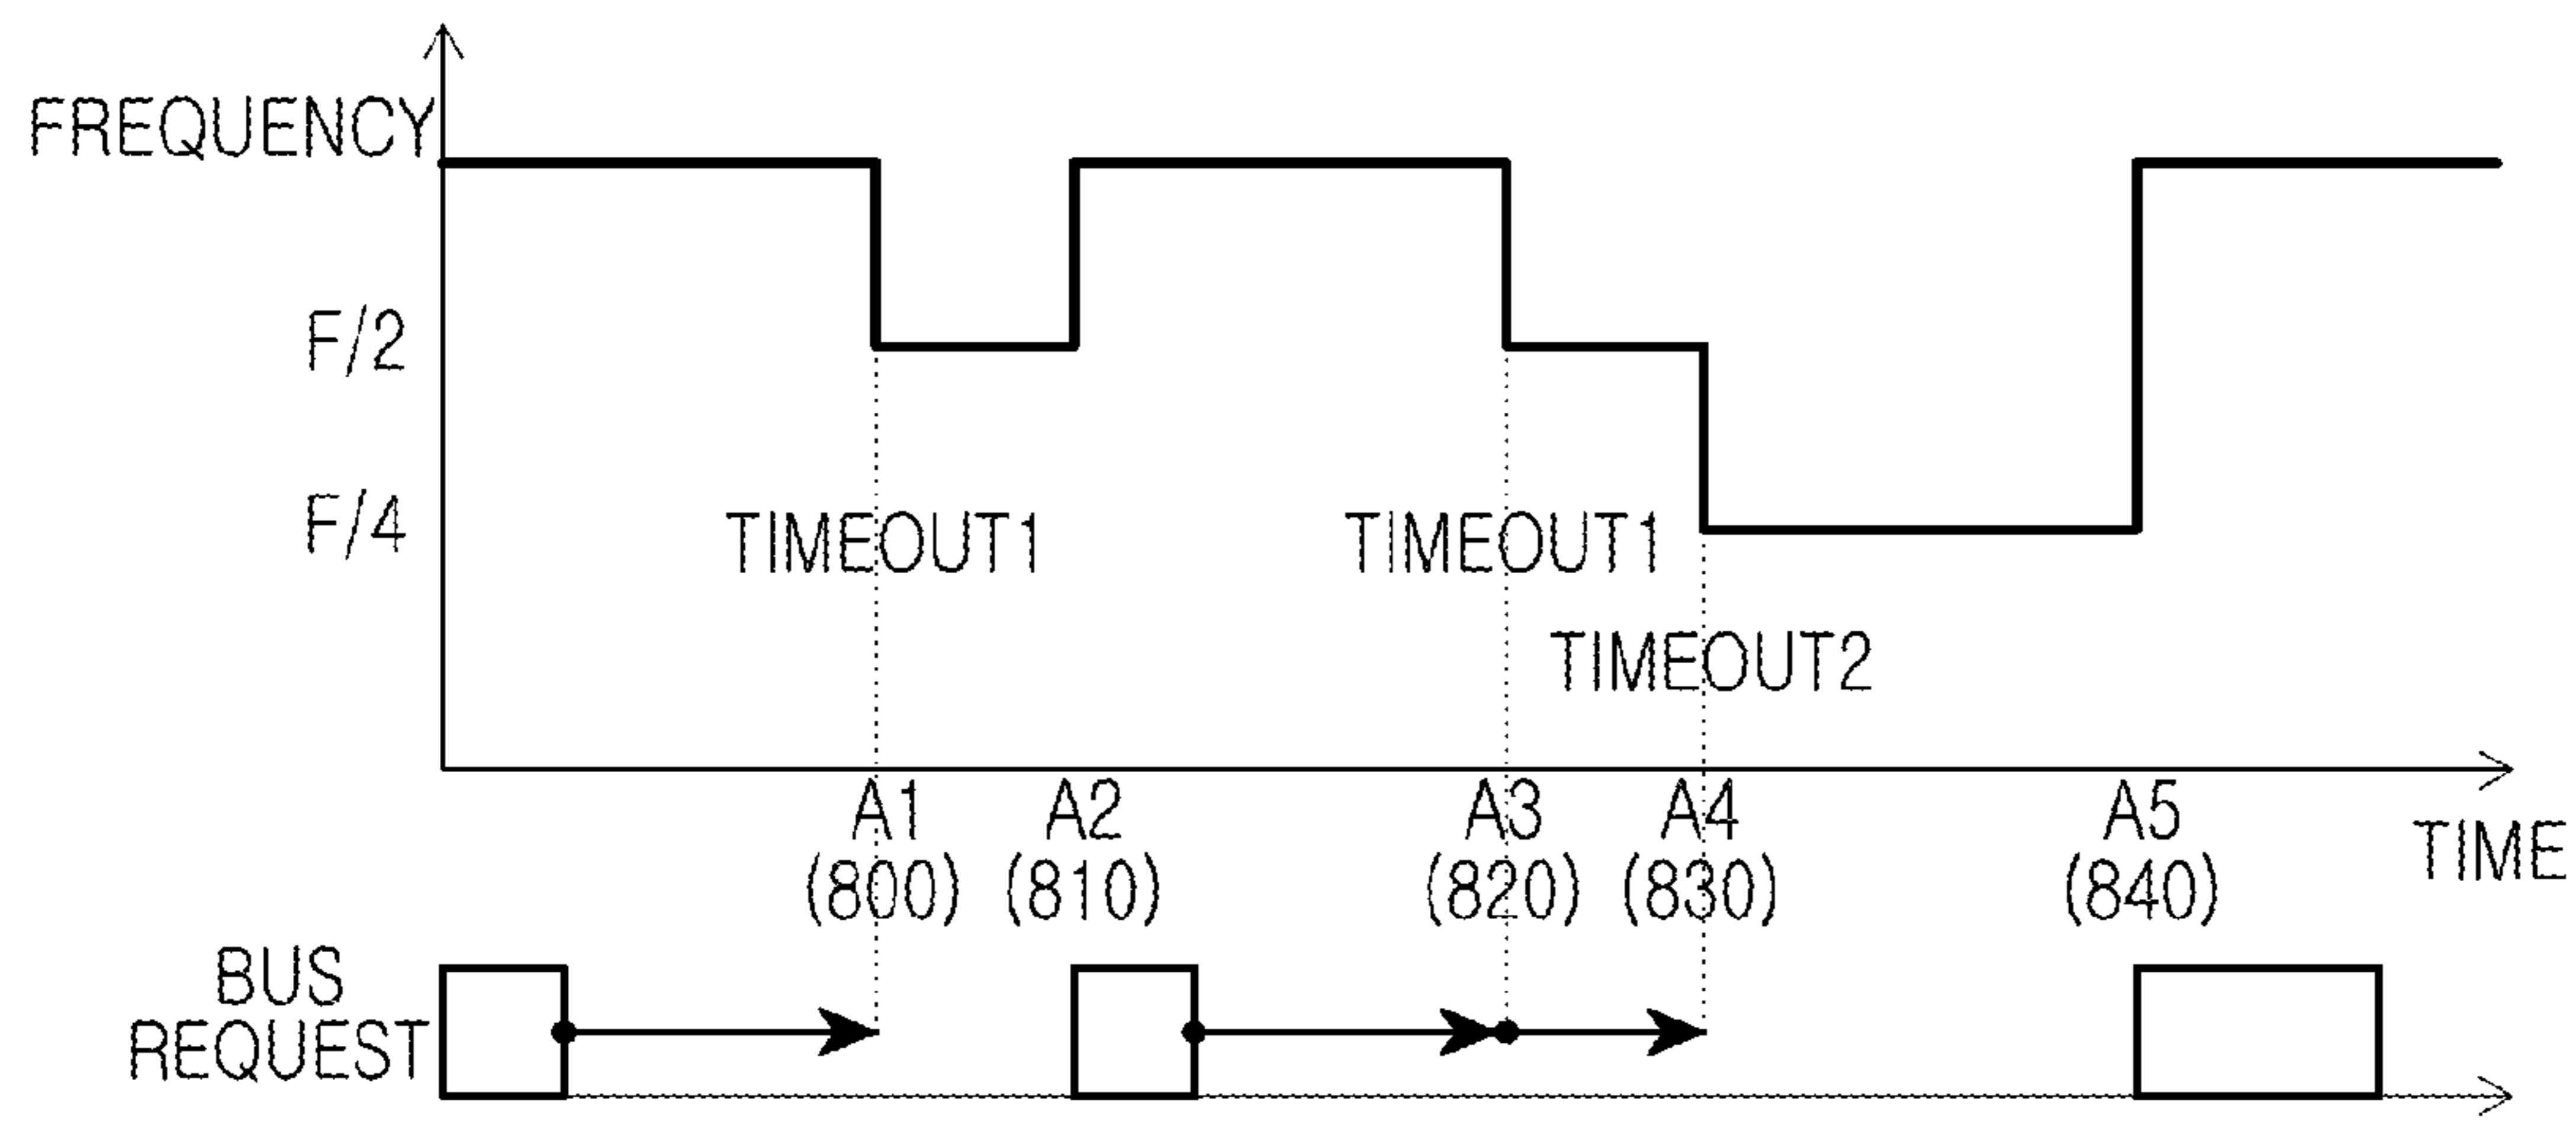 FREQUENCY
F/2
F/4
TIMEOUT1 TIMEOUT1
TIMEOUT2
A1 A2 A3 A4 A5
(800) (810) (820) (830) (840)
TIME
BUS
REQUEST